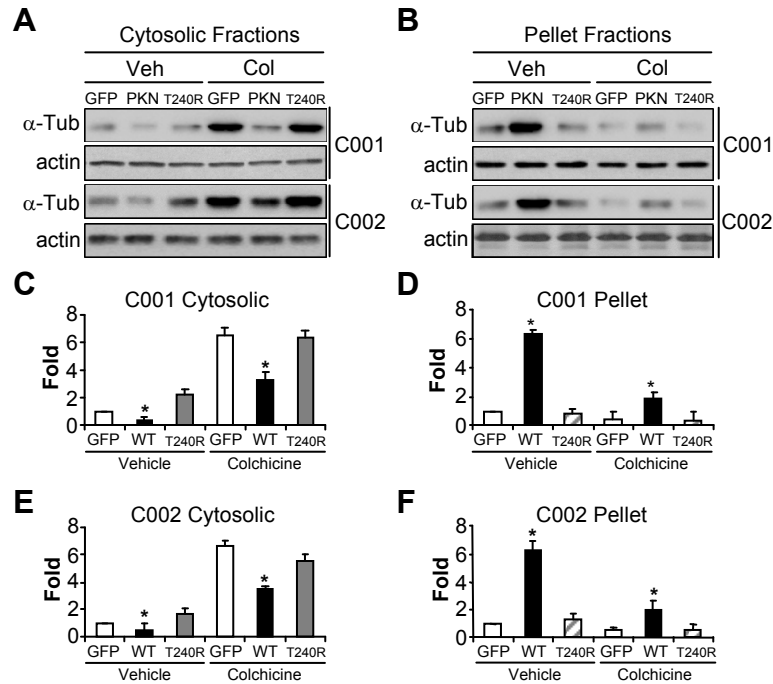 A
Cytosolic Fractions
Veh Col
GFP PKN T240R GFP PKN T240R
α-Tub
actin
C001
α-Tub
actin
C002
B
Pellet Fractions
Veh Col
GFP PKN T240R GFP PKN T240R
α-Tub
actin
C001
α-Tub
actin
C002
C
C001 Cytosolic
Fold
8
6
4
2
0
*
*
GFP WT T240R GFP WT T240R
Vehicle Colchicine
D
C001 Pellet
Fold
8
6
4
2
0
*
*
GFP WT T240R GFP WT T240R
Vehicle Colchicine
E
C002 Cytosolic
Fold
8
6
4
2
0
*
*
GFP WT T240R GFP WT T240R
Vehicle Colchicine
F
C002 Pellet
Fold
8
6
4
2
0
*
*
GFP WT T240R GFP WT T240R
Vehicle Colchicine